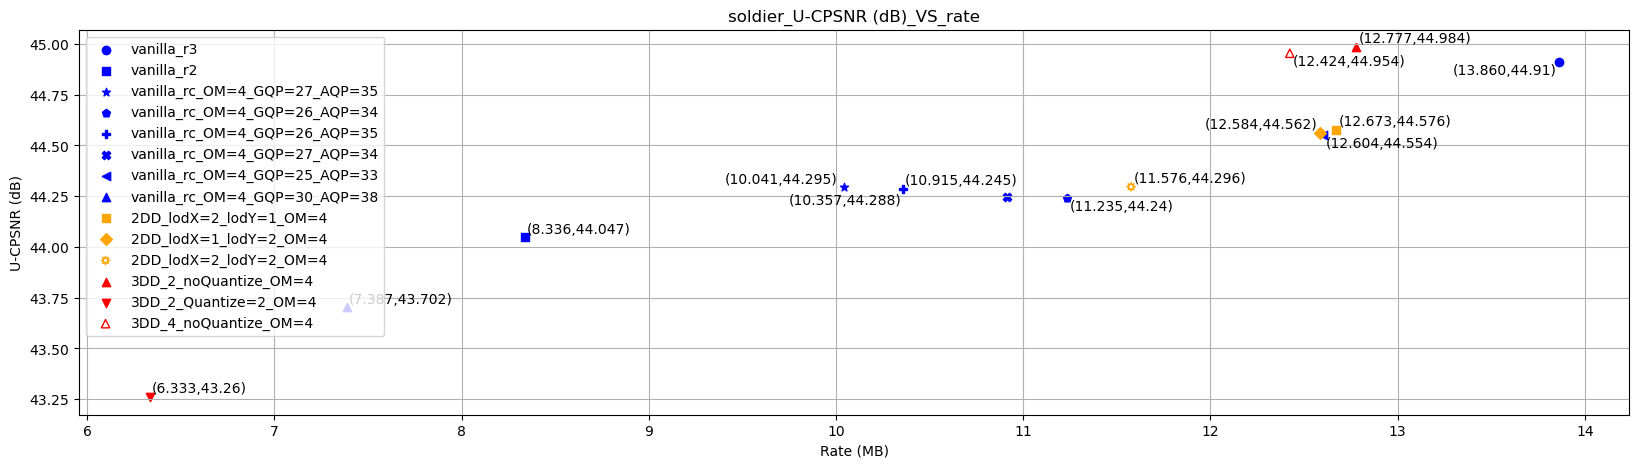 soldier_U-CPSNR (dB)_VS_rate
vanilla_r3
vanilla_r2
vanilla_rc_OM=4_GQP=27_AQP=35
vanilla_rc_OM=4_GQP=26_AQP=34
vanilla_rc_OM=4_GQP=26_AQP=35
vanilla_rc_OM=4_GQP=27_AQP=34
vanilla_rc_OM=4_GQP=25_AQP=33
vanilla_rc_OM=4_GQP=30_AQP=38
2DD_lodX=2_lodY=1_OM=4
2DD_lodX=1_lodY=2_OM=4
2DD_lodX=2_lodY=2_OM=4
3DD_2_noQuantize_OM=4
3DD_2_Quantize=2_OM=4
3DD_4_noQuantize_OM=4
(12.777,44.984)
(12.424,44.954)
(13.860,44.91)
(12.584,44.562)
(12.673,44.576)
(12.604,44.554)
(10.041,44.295)
(10.915,44.245)
(11.576,44.296)
(10.357,44.288)
(11.235,44.24)
(8.336,44.047)
(7.387,43.702)
(6.333,43.26)
U-CPSNR (dB)
45.00
44.75
44.50
44.25
44.00
43.75
43.50
43.25
6
7
8
9
10
11
12
13
14
Rate (MB)